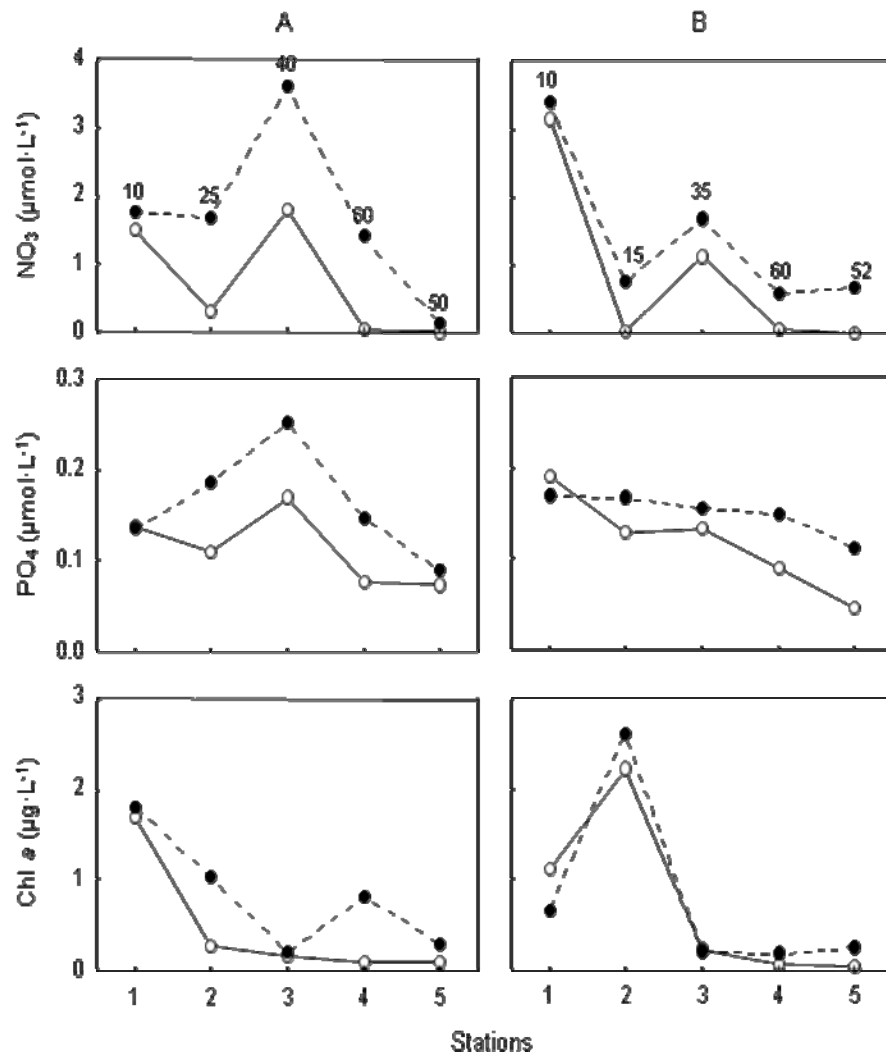 A B
NO₃ (µmol·L⁻¹)
4
3
2
1
0
10 25 40 60 50
10 15 35 60 52
PO₄ (µmol·L⁻¹)
0.3
0.2
0.1
0.0
Chl a (µg·L⁻¹)
3
2
1
0
1 2 3 4 5 1 2 3 4 5
Stations